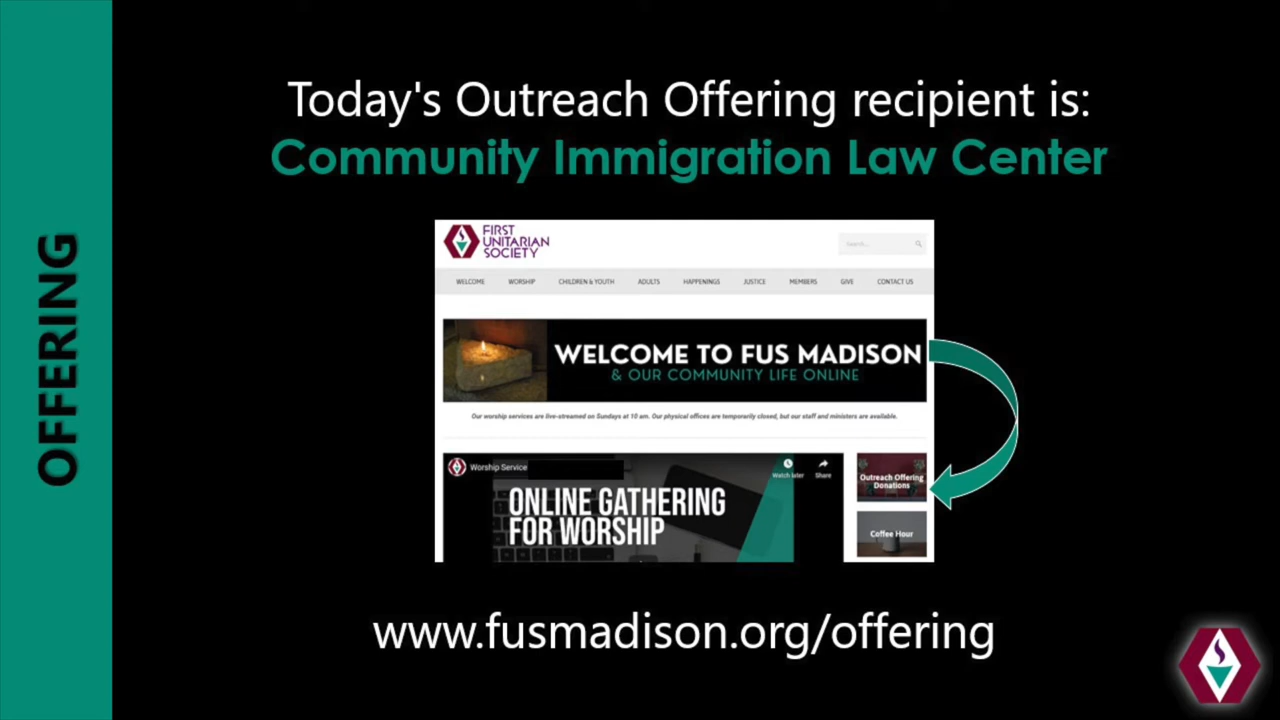 OFFERING
Today's Outreach Offering recipient is:
Community Immigration Law Center
FIRST
UNITARIAN
SOCIETY
Search...
WELCOME WORSHIP CHILDREN & YOUTH ADULTS HAPPENINGS JUSTICE MEMBERS GIVE CONTACT US
WELCOME TO FUS MADISON
& OUR COMMUNITY LIFE ONLINE
Our worship services are live-streamed on Sundays at 10 am. Our physical offices are temporarily closed, but our staff and ministers are available.
Worship Service
Watch later Share
ONLINE GATHERING
FOR WORSHIP
Outreach Offering
Donations
Coffee Hour
www.fusmadison.org/offering